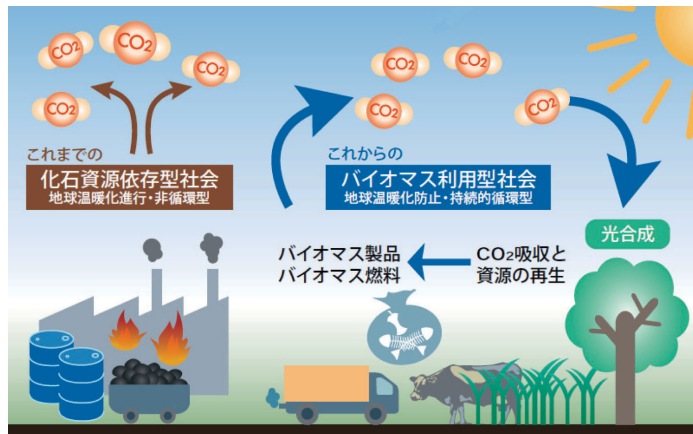 CO2
CO2
CO2
CO2
これまでの
化石資源依存型社会
地球温暖化進行・非循環型
CO2
CO2
CO2
CO2
これからの
バイオマス利用型社会
地球温暖化防止・持続的循環型
光合成
CO2吸収と
資源の再生
バイオマス製品
バイオマス燃料